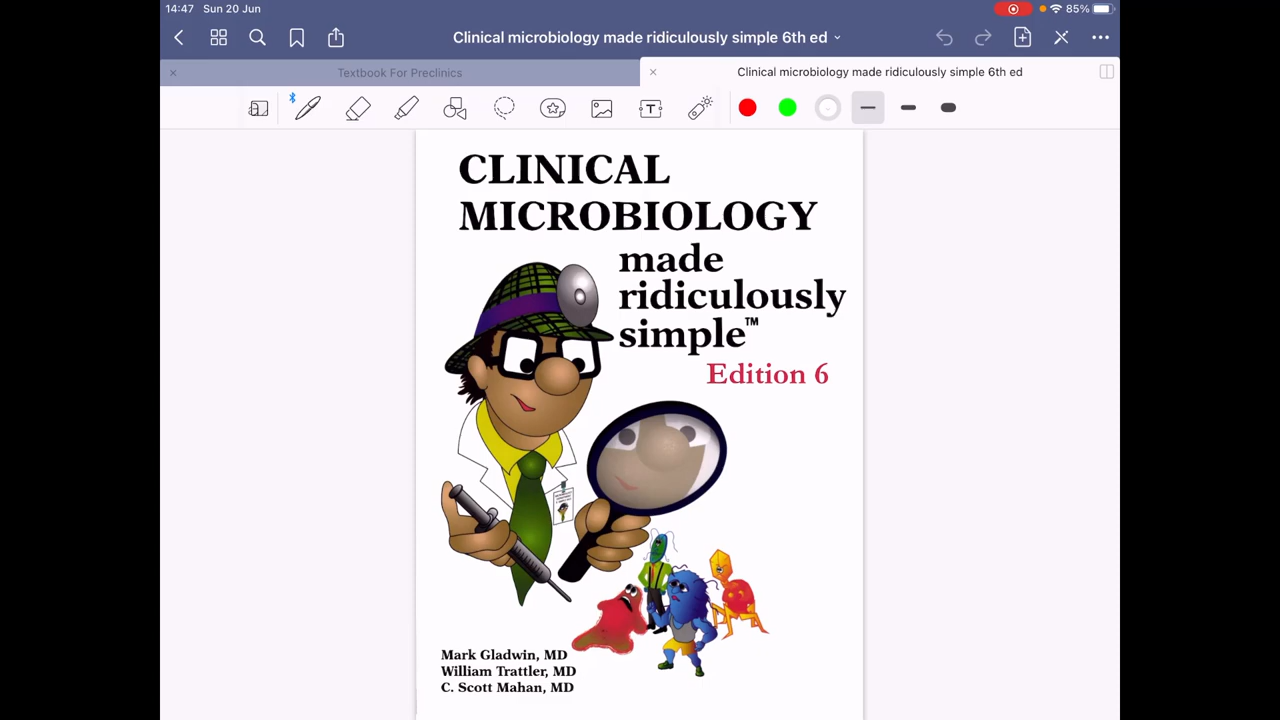 14:47 Sun 20 Jun 85%
Clinical microbiology made ridiculously simple 6th ed
Textbook For Preclinics
Clinical microbiology made ridiculously simple 6th ed
CLINICAL
MICROBIOLOGY
made
ridiculously
simple™
Edition 6
Mark Gladwin, MD
William Trattler, MD
C. Scott Mahan, MD